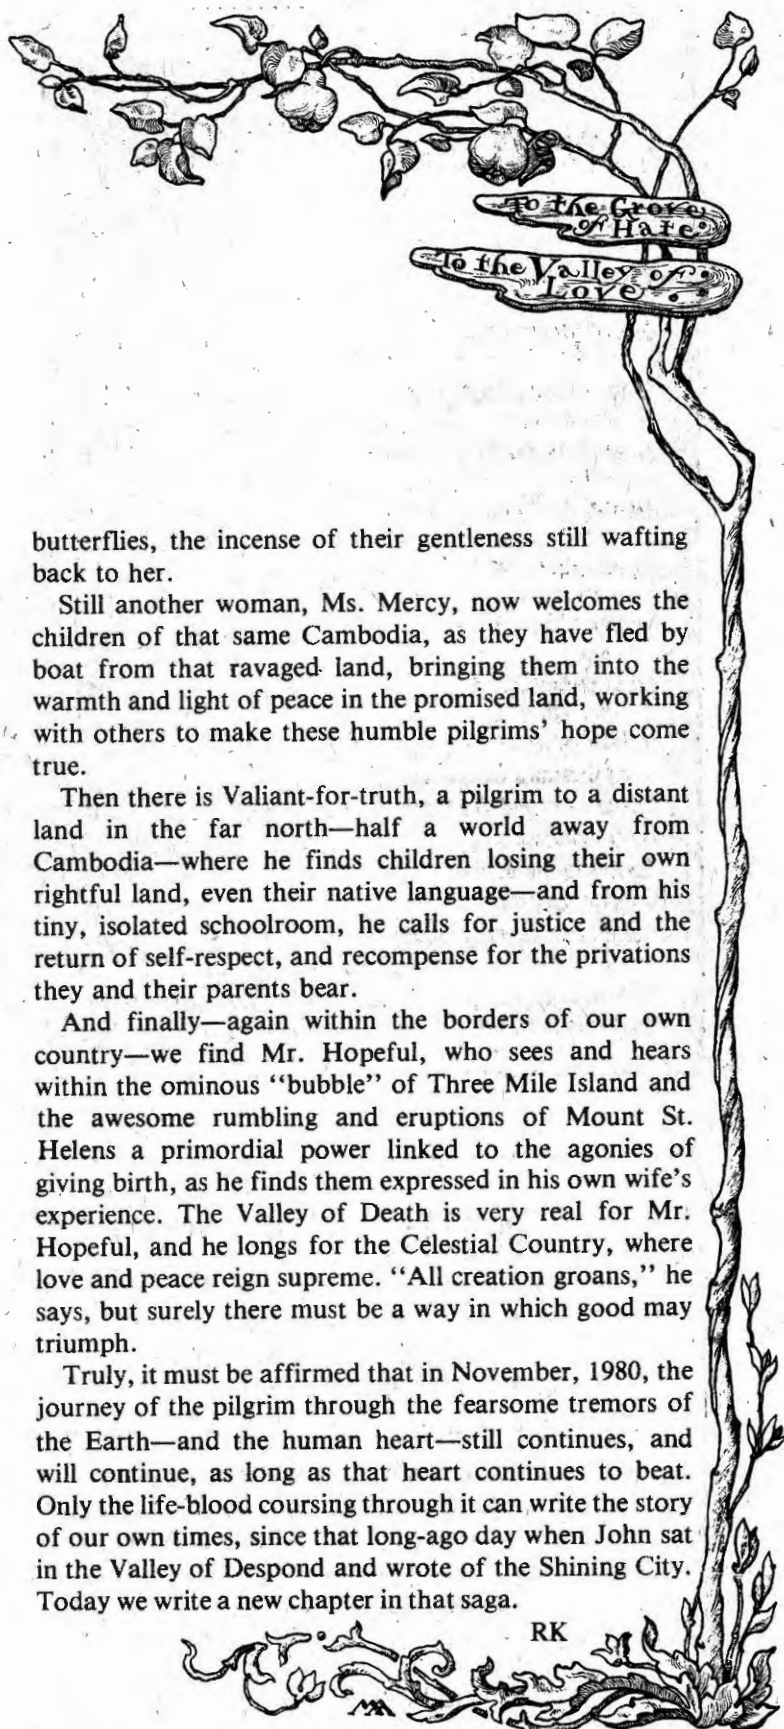 To the Grove
of Hate
To the Valley of
Love
butterflies, the incense of their gentleness still wafting
back to her.
Still another woman, Ms. Mercy, now welcomes the
children of that same Cambodia, as they have fled by
boat from that ravaged land, bringing them into the
warmth and light of peace in the promised land, working
with others to make these humble pilgrims' hope come
true.
Then there is Valiant-for-truth, a pilgrim to a distant
land in the far north—half a world away from
Cambodia—where he finds children losing their own
rightful land, even their native language—and from his
tiny, isolated schoolroom, he calls for justice and the
return of self-respect, and recompense for the privations
they and their parents bear.
And finally—again within the borders of our own
country—we find Mr. Hopeful, who sees and hears
within the ominous "bubble" of Three Mile Island and
the awesome rumbling and eruptions of Mount St.
Helens a primordial power linked to the agonies of
giving birth, as he finds them expressed in his own wife's
experience. The Valley of Death is very real for Mr.
Hopeful, and he longs for the Celestial Country, where
love and peace reign supreme. "All creation groans," he
says, but surely there must be a way in which good may
triumph.
Truly, it must be affirmed that in November, 1980, the
journey of the pilgrim through the fearsome tremors of
the Earth—and the human heart—still continues, and
will continue, as long as that heart continues to beat.
Only the life-blood coursing through it can write the story
of our own times, since that long-ago day when John sat
in the Valley of Despond and wrote of the Shining City.
Today we write a new chapter in that saga.
RK